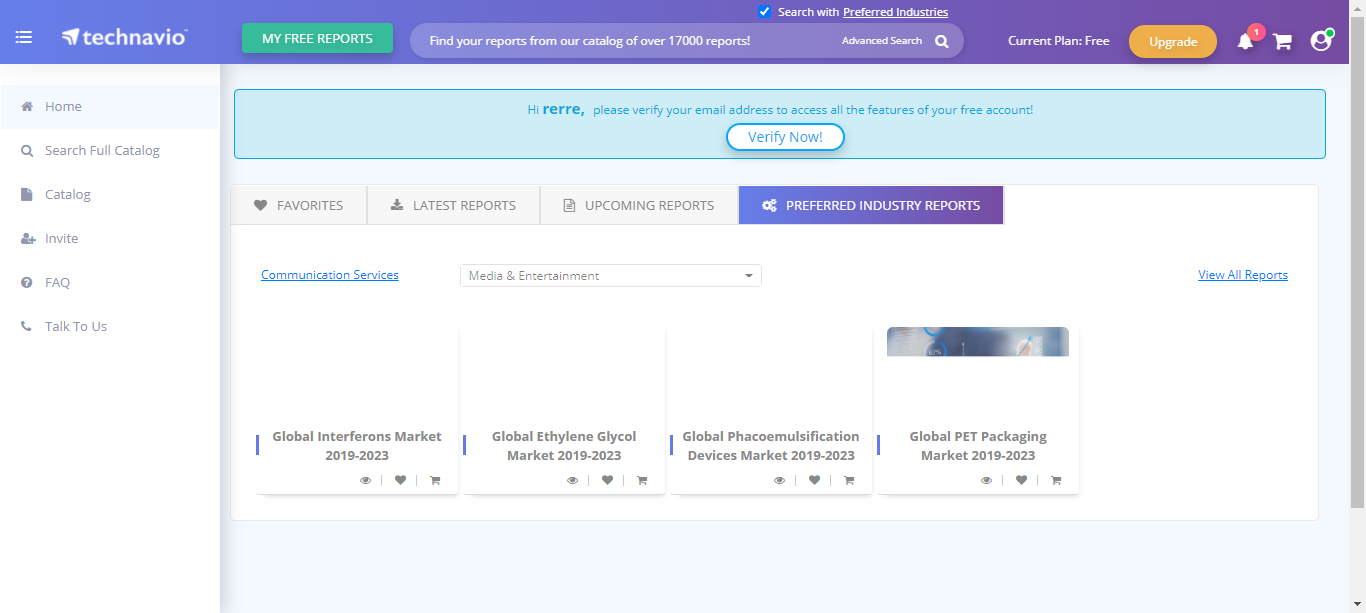 Search with Preferred Industries
technavio
MY FREE REPORTS
Find your reports from our catalog of over 17000 reports!
Advanced Search
Current Plan: Free
Upgrade
1
Home
Search Full Catalog
Catalog
Invite
FAQ
Talk To Us
Hi rerre, please verify your email address to access all the features of your free account!
Verify Now!
FAVORITES
LATEST REPORTS
UPCOMING REPORTS
PREFERRED INDUSTRY REPORTS
Communication Services
Media & Entertainment
View All Reports
62%
Global Interferons Market
2019-2023
Global Ethylene Glycol
Market 2019-2023
Global Phacoemulsification
Devices Market 2019-2023
Global PET Packaging
Market 2019-2023